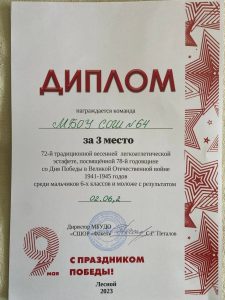 ДИПЛОМ
награждается команда
МБОУ СОШ №64
за 3 место
72-й традиционной весенней легкоатлетической
эстафете, посвящённой 78-й годовщине
со Дня Победы в Великой Отечественной войне
1941-1945 годов
среди мальчиков 6-х классов и моложе с результатом
02.06,2
Директор МБУДО
«СШОР «Факел» С.Г. Петалов
9
мая
С ПРАЗДНИКОМ
ПОБЕДЫ!
Лесной
2023